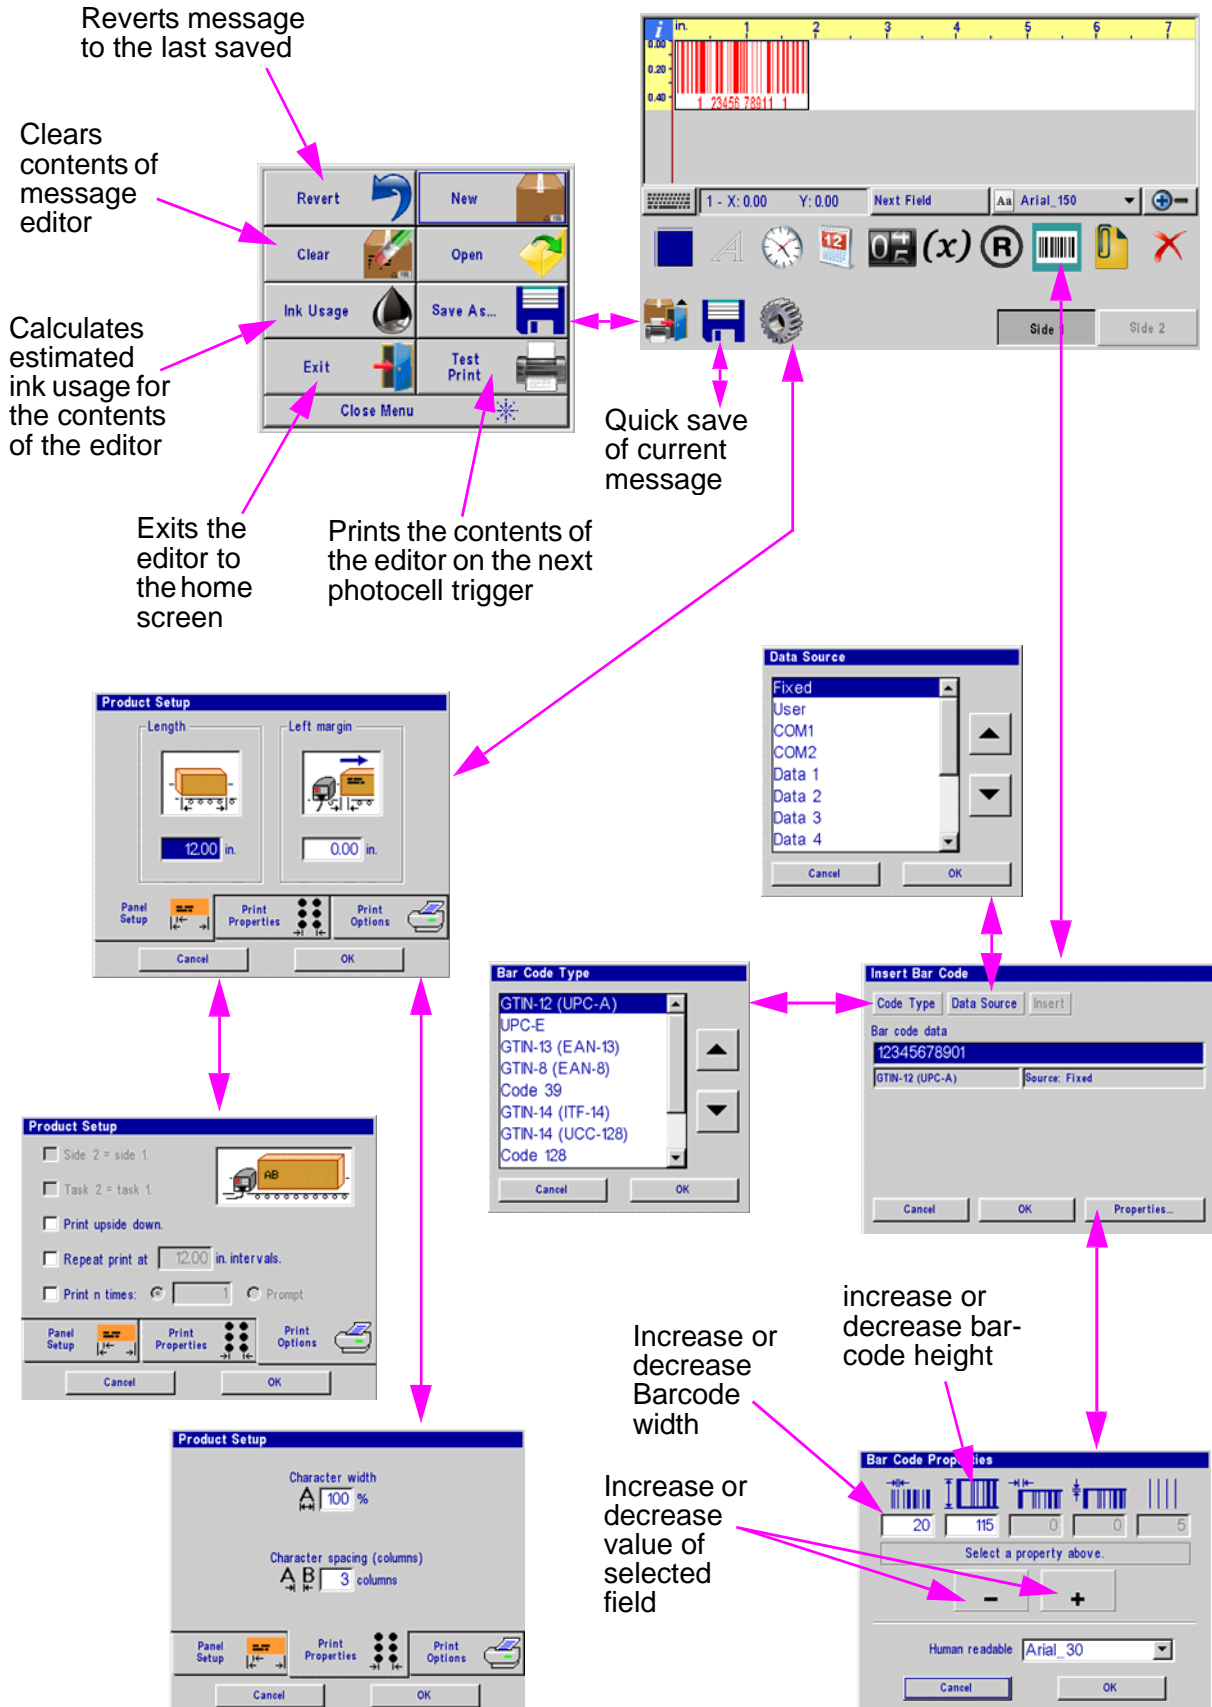 Reverts message
to the last saved
in. 1 2 3 4 5 6 7
0.00
0.20
0.40
1 23456 78911 1
Clears
contents of
message
editor
Revert
New
Clear
Open
Ink Usage
Save As...
Exit
Test
Print
Close Menu
1 - X: 0.00 Y: 0.00
Next Field
Aa Arial_150
12
(x)
R
Side 1
Side 2
Calculates
estimated
ink usage for
the contents
of the editor
Quick save
of current
message
Exits the
editor to
the home
screen
Prints the contents of
the editor on the next
photocell trigger
Data Source
Fixed
User
COM1
COM2
Data 1
Data 2
Data 3
Data 4
Cancel
OK
Product Setup
Length
Left margin
12.00 in.
0.00 in.
Panel
Setup
Print
Properties
Print
Options
Cancel
OK
Bar Code Type
GTIN-12 (UPC-A)
UPC-E
GTIN-13 (EAN-13)
GTIN-8 (EAN-8)
Code 39
GTIN-14 (ITF-14)
GTIN-14 (UCC-128)
Code 128
Cancel
OK
Insert Bar Code
Code Type
Data Source
Insert
Bar code data
12345678901
GTIN-12 (UPC-A)
Source: Fixed
Cancel
OK
Properties...
Product Setup
Side 2 = side 1.
Task 2 = task 1.
AB
Print upside down.
Repeat print at 12.00 in. intervals.
Print n times: 1 Prompt
Panel
Setup
Print
Properties
Print
Options
Cancel
OK
increase or
decrease bar-
code height
Increase or
decrease
Barcode
width
Increase or
decrease
value of
selected
field
Product Setup
Character width
A 100 %
Character spacing (columns)
A B 3 columns
Panel
Setup
Print
Properties
Print
Options
Cancel
OK
Bar Code Properties
20 115 0 0 5
Select a property above.
- +
Human readable Arial_30
Cancel
OK